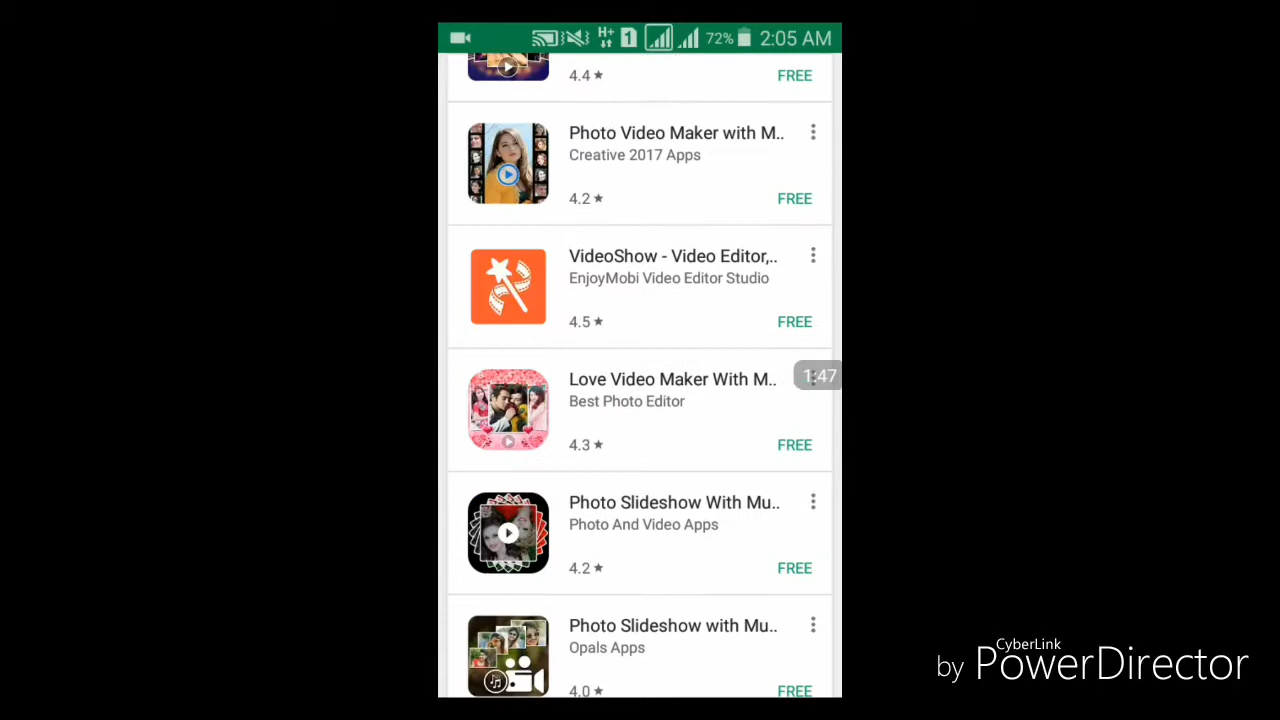 H+ 1 72% 2:05 AM
4.4 ★ FREE
Photo Video Maker with M..
Creative 2017 Apps
4.2 ★ FREE
VideoShow - Video Editor,..
EnjoyMobi Video Editor Studio
4.5 ★ FREE
Love Video Maker With M..
1:47
Best Photo Editor
4.3 ★ FREE
Photo Slideshow With Mu..
Photo And Video Apps
4.2 ★ FREE
Photo Slideshow with Mu..
Opals Apps
4.0 ★ FREE
CyberLink
by PowerDirector